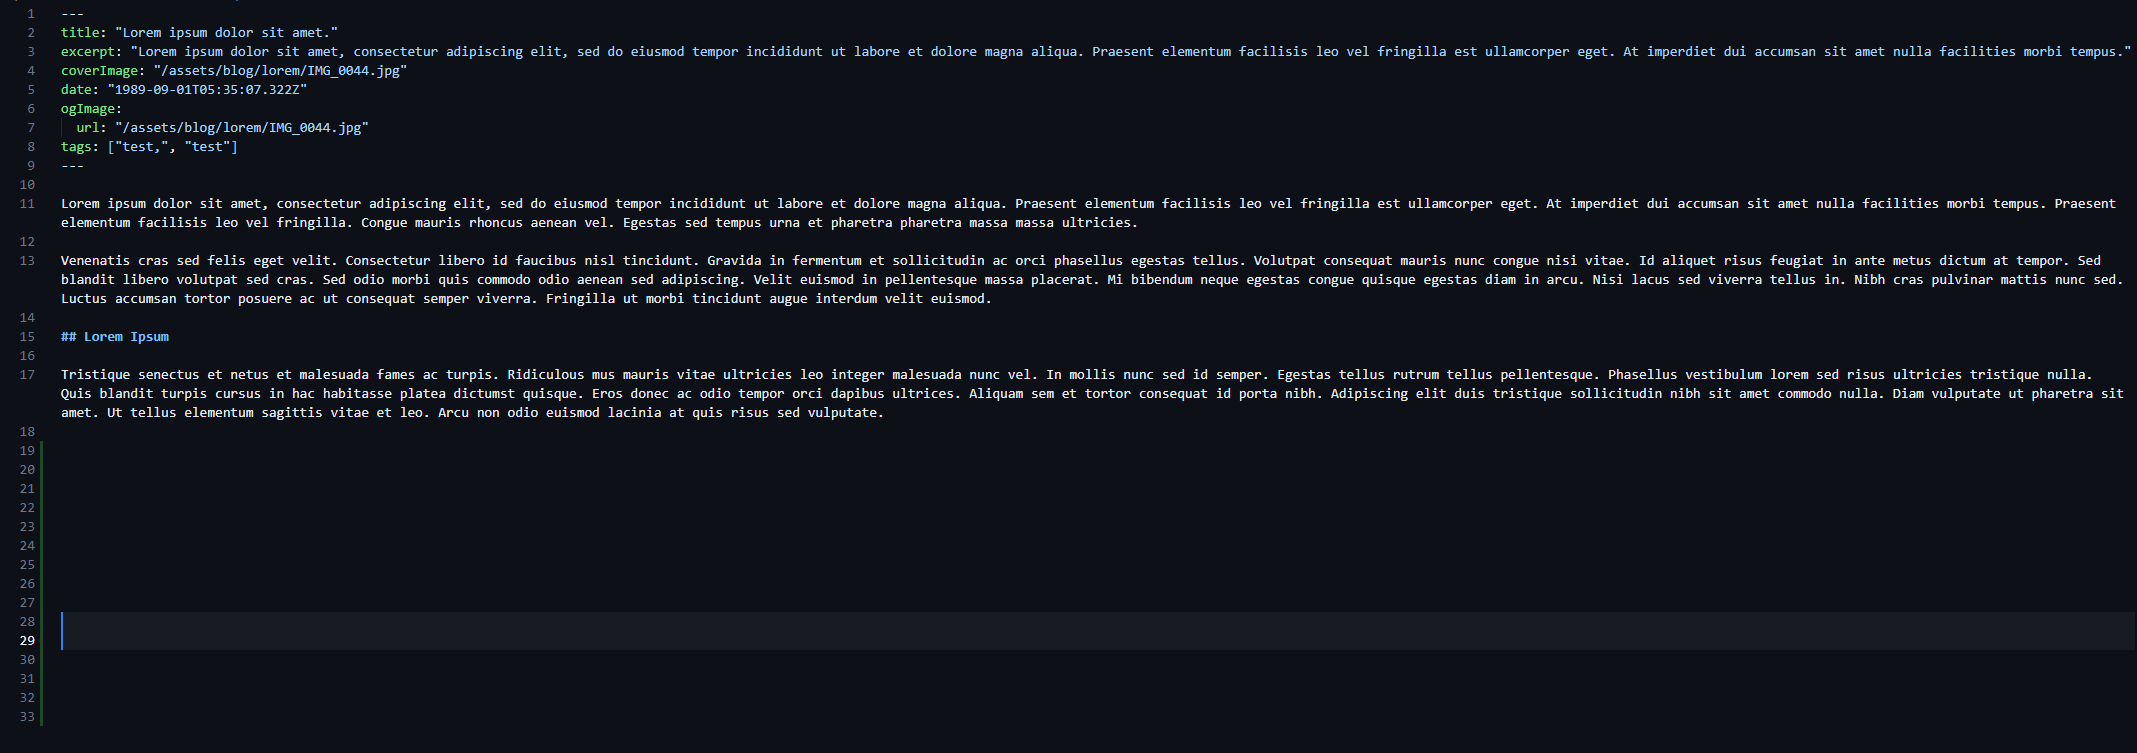 1 ---
2 title: "Lorem ipsum dolor sit amet."
3 excerpt: "Lorem ipsum dolor sit amet, consectetur adipiscing elit, sed do eiusmod tempor incididunt ut labore et dolore magna aliqua. Praesent elementum facilisis leo vel fringilla est ullamcorper eget. At imperdiet dui accumsan sit amet nulla facilities morbi tempus."
4 coverImage: "/assets/blog/lorem/IMG_0044.jpg"
5 date: "1989-09-01T05:35:07.322Z"
6 ogImage:
7   url: "/assets/blog/lorem/IMG_0044.jpg"
8 tags: ["test,", "test"]
9 ---
10
11 Lorem ipsum dolor sit amet, consectetur adipiscing elit, sed do eiusmod tempor incididunt ut labore et dolore magna aliqua. Praesent elementum facilisis leo vel fringilla est ullamcorper eget. At imperdiet dui accumsan sit amet nulla facilities morbi tempus. Praesent
elementum facilisis leo vel fringilla. Congue mauris rhoncus aenean vel. Egestas sed tempus urna et pharetra pharetra massa massa ultricies.
12
13 Venenatis cras sed felis eget velit. Consectetur libero id faucibus nisl tincidunt. Gravida in fermentum et sollicitudin ac orci phasellus egestas tellus. Volutpat consequat mauris nunc congue nisi vitae. Id aliquet risus feugiat in ante metus dictum at tempor. Sed
blandit libero volutpat sed cras. Sed odio morbi quis commodo odio aenean sed adipiscing. Velit euismod in pellentesque massa placerat. Mi bibendum neque egestas congue quisque egestas diam in arcu. Nisi lacus sed viverra tellus in. Nibh cras pulvinar mattis nunc sed.
Luctus accumsan tortor posuere ac ut consequat semper viverra. Fringilla ut morbi tincidunt augue interdum velit euismod.
14
15 ## Lorem Ipsum
16
17 Tristique senectus et netus et malesuada fames ac turpis. Ridiculous mus mauris vitae ultricies leo integer malesuada nunc vel. In mollis nunc sed id semper. Egestas tellus rutrum tellus pellentesque. Phasellus vestibulum lorem sed risus ultricies tristique nulla.
Quis blandit turpis cursus in hac habitasse platea dictumst quisque. Eros donec ac odio tempor orci dapibus ultrices. Aliquam sem et tortor consequat id porta nibh. Adipiscing elit duis tristique sollicitudin nibh sit amet commodo nulla. Diam vulputate ut pharetra sit
amet. Ut tellus elementum sagittis vitae et leo. Arcu non odio euismod lacinia at quis risus sed vulputate.
18
19
20
21
22
23
24
25
26
27
28
29
30
31
32
33